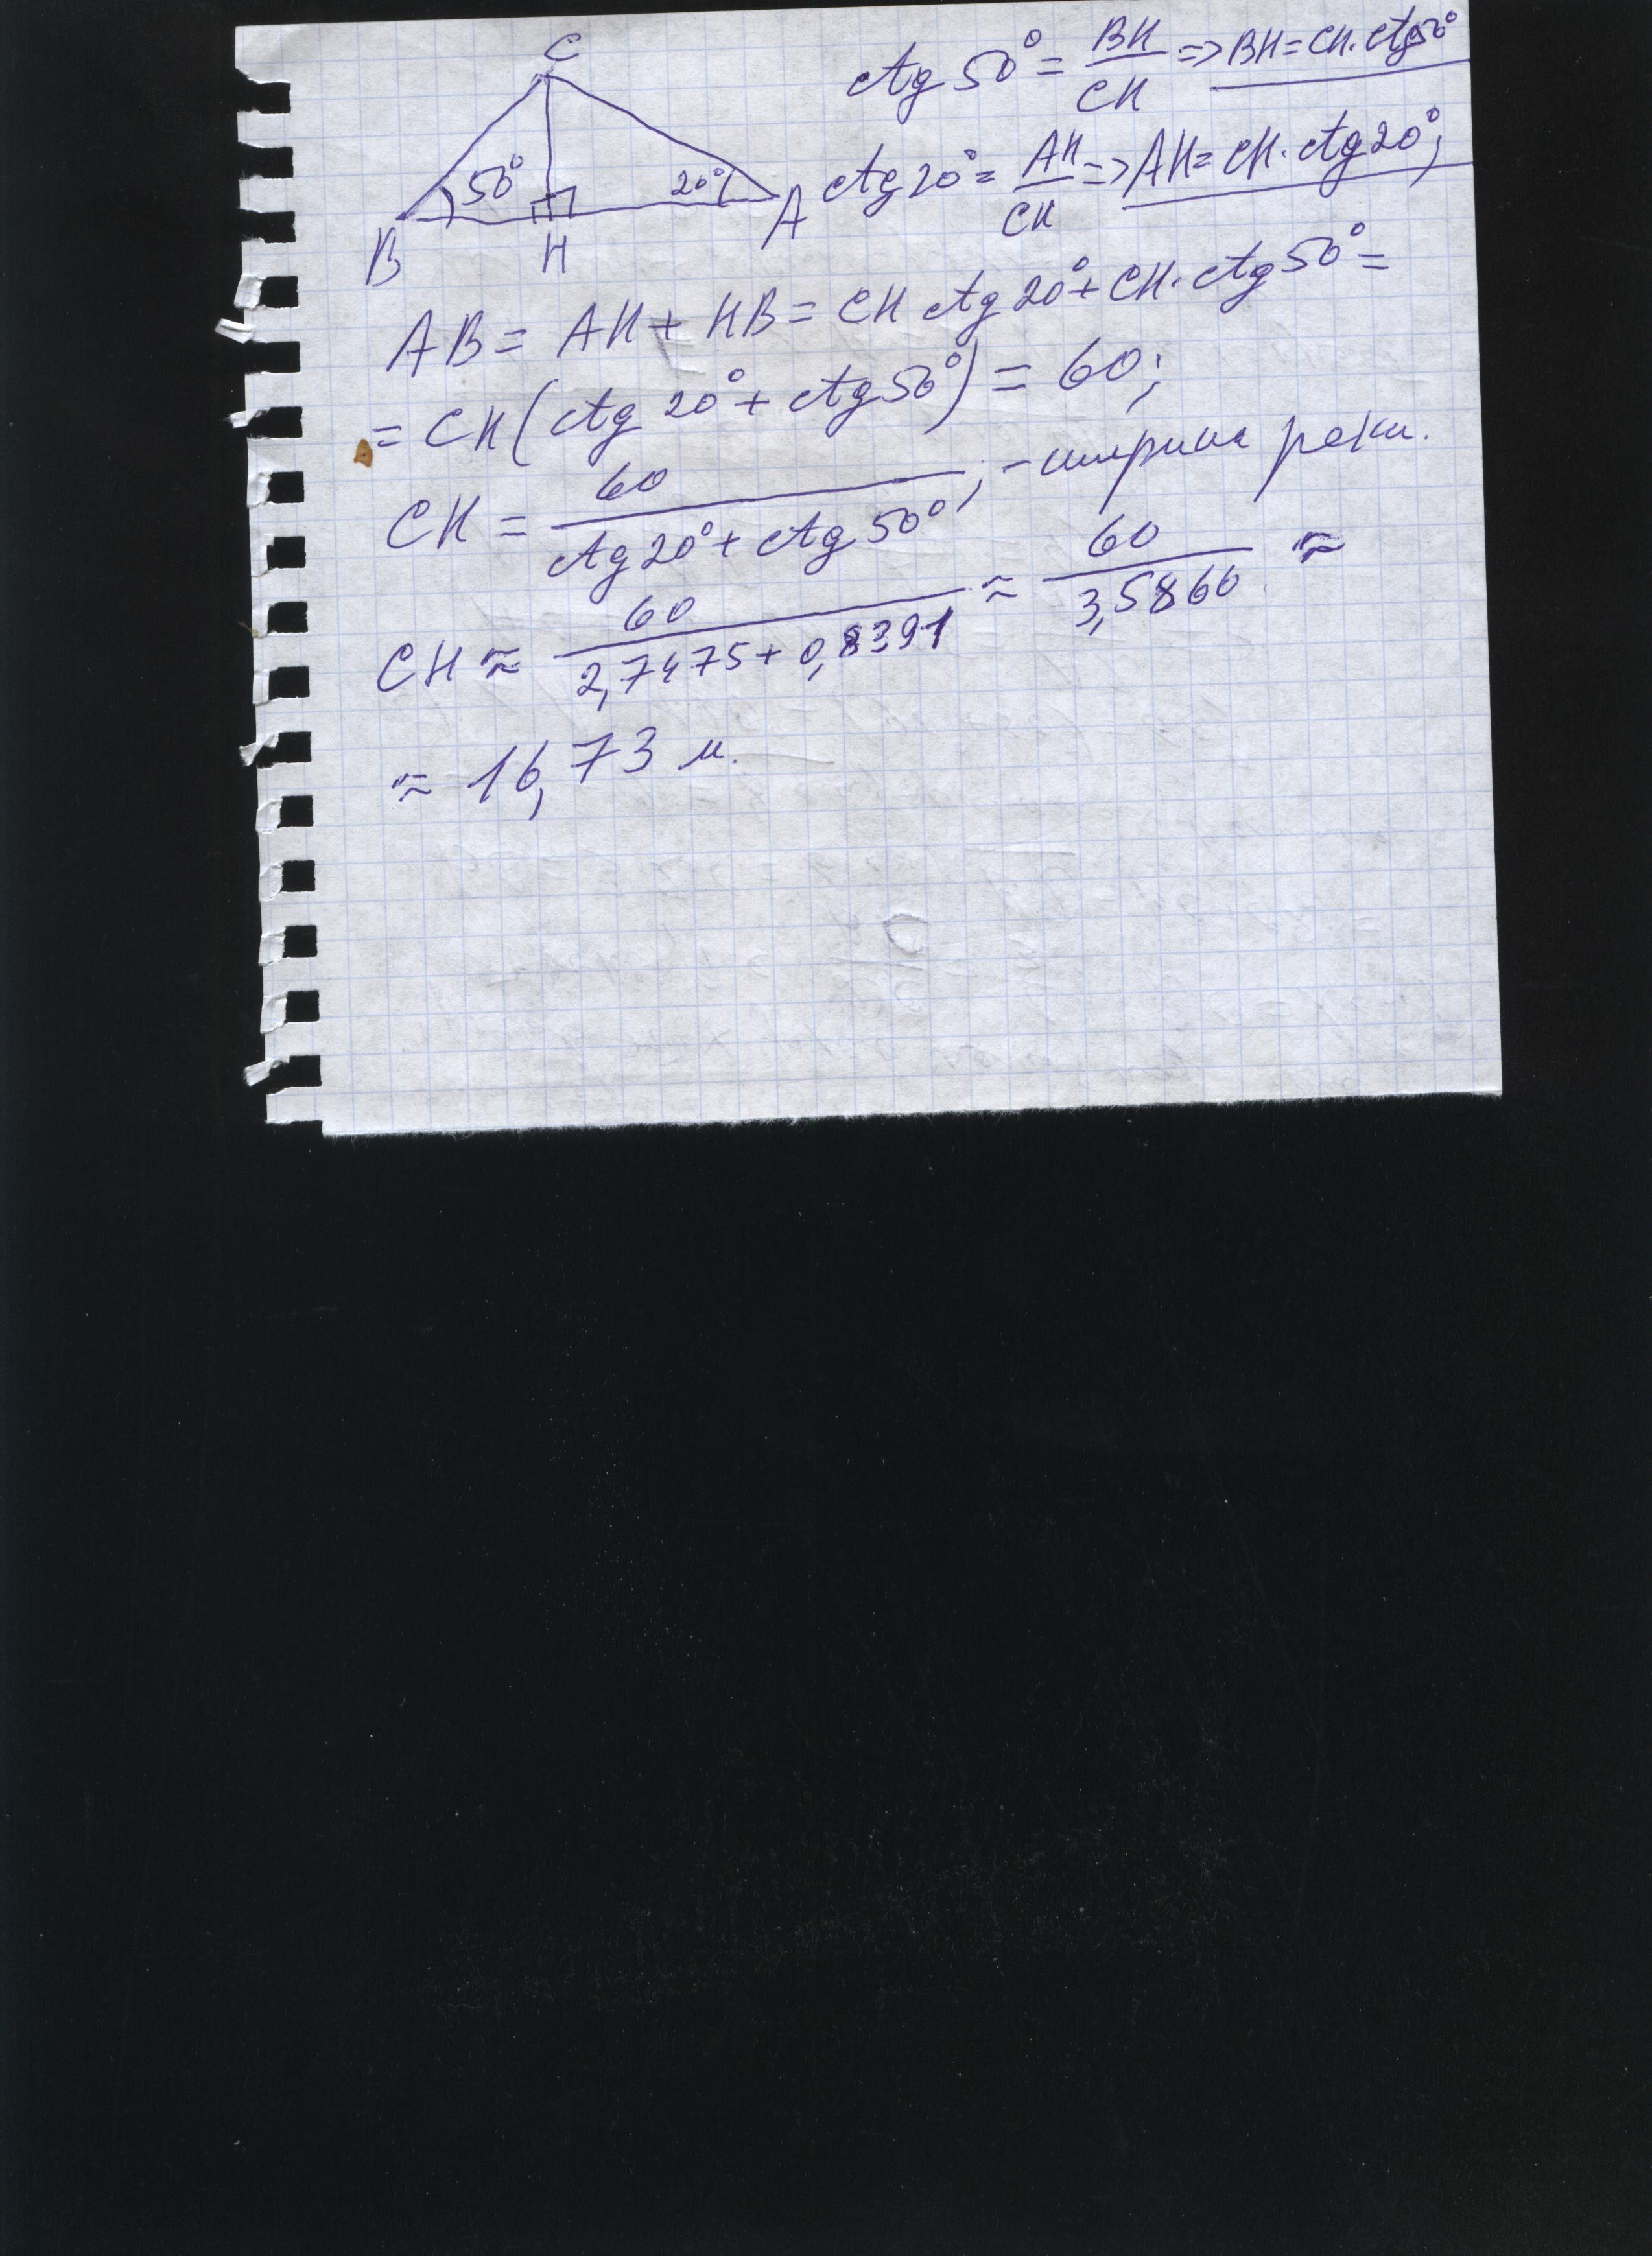 C
50°
20°
B
H
A
ctg 50° = BH/CH => BH = CH · ctg 50°
ctg 20° = AH/CH => AH = CH · ctg 20°;
AB = AH + HB = CH ctg 20° + CH · ctg 50° =
= CH (ctg 20° + ctg 50°) = 60;
CH = 60/(ctg 20° + ctg 50°); - ширина реки.
CH ≈ 60/(2,7475 + 0,8391) ≈ 60/3,5866 ≈
≈ 16,73 м.